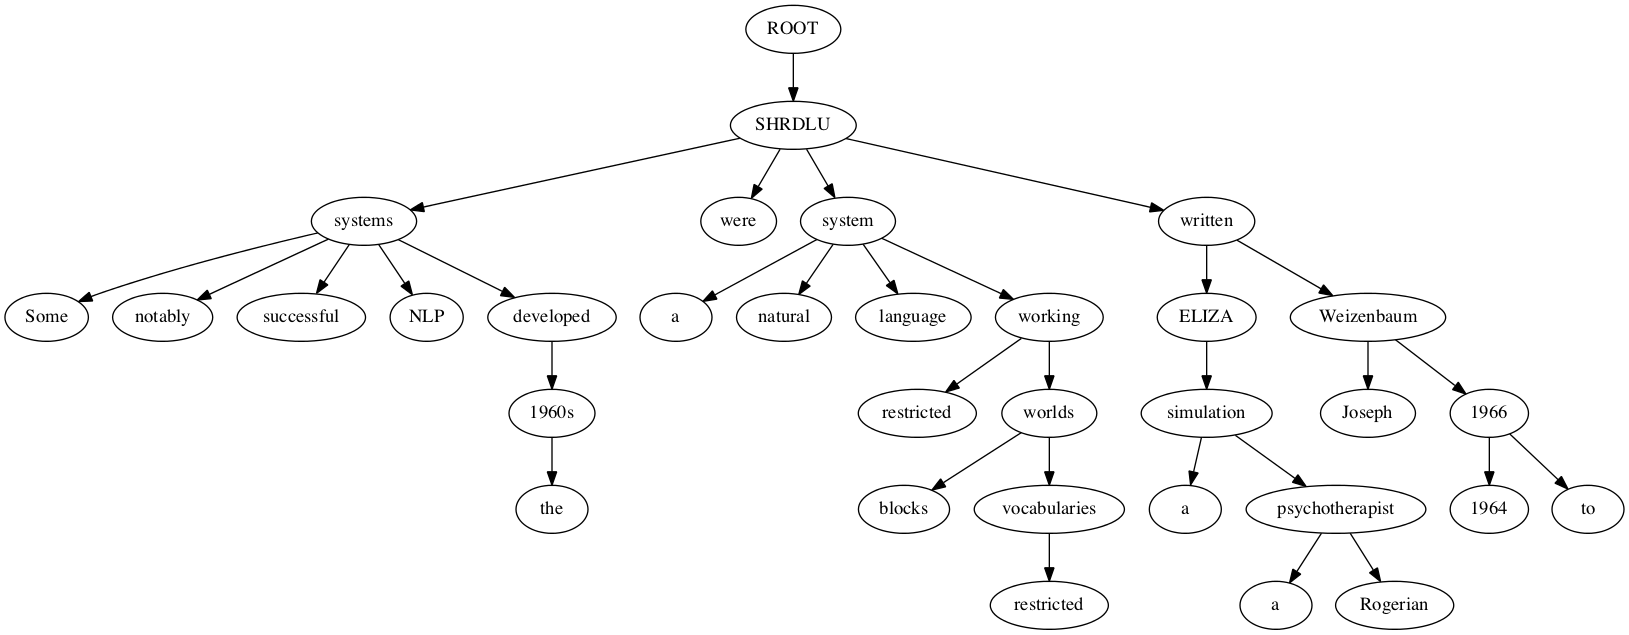 ROOT
SHRDLU
systems were system written
Some notably successful NLP developed a natural language working ELIZA Weizenbaum
1960s restricted worlds simulation Joseph 1966
the blocks vocabularies a psychotherapist 1964 to
restricted a Rogerian